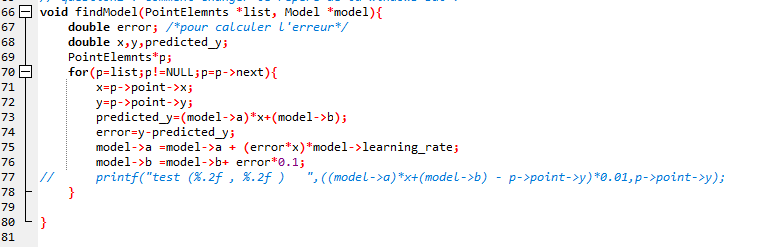 66 void findModel(PointElemnts *list, Model *model){
67 double error; /*pour calculer l'erreur*/
68 double x,y,predicted_y;
69 PointElemnts*p;
70 for(p=list;p!=NULL;p=p->next){
71 x=p->point->x;
72 y=p->point->y;
73 predicted_y=(model->a)*x+(model->b);
74 error=y-predicted_y;
75 model->a =model->a + (error*x)*model->learning_rate;
76 model->b =model->b+ error*0.1;
77 // printf("test (%.2f , %.2f ) ",((model->a)*x+(model->b) - p->point->y)*0.01,p->point->y);
78 }
79
80 }
81